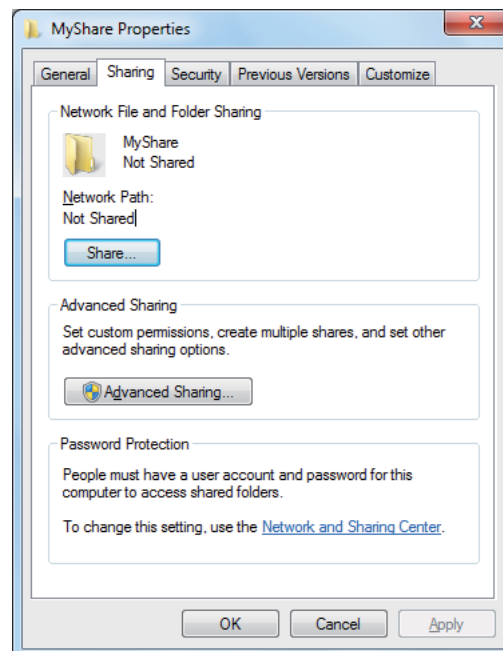 MyShare Properties
General Sharing Security Previous Versions Customize
Network File and Folder Sharing
MyShare
Not Shared
Network Path:
Not Shared
Share...
Advanced Sharing
Set custom permissions, create multiple shares, and set other
advanced sharing options.
Advanced Sharing...
Password Protection
People must have a user account and password for this
computer to access shared folders.
To change this setting, use the Network and Sharing Center.
OK Cancel Apply